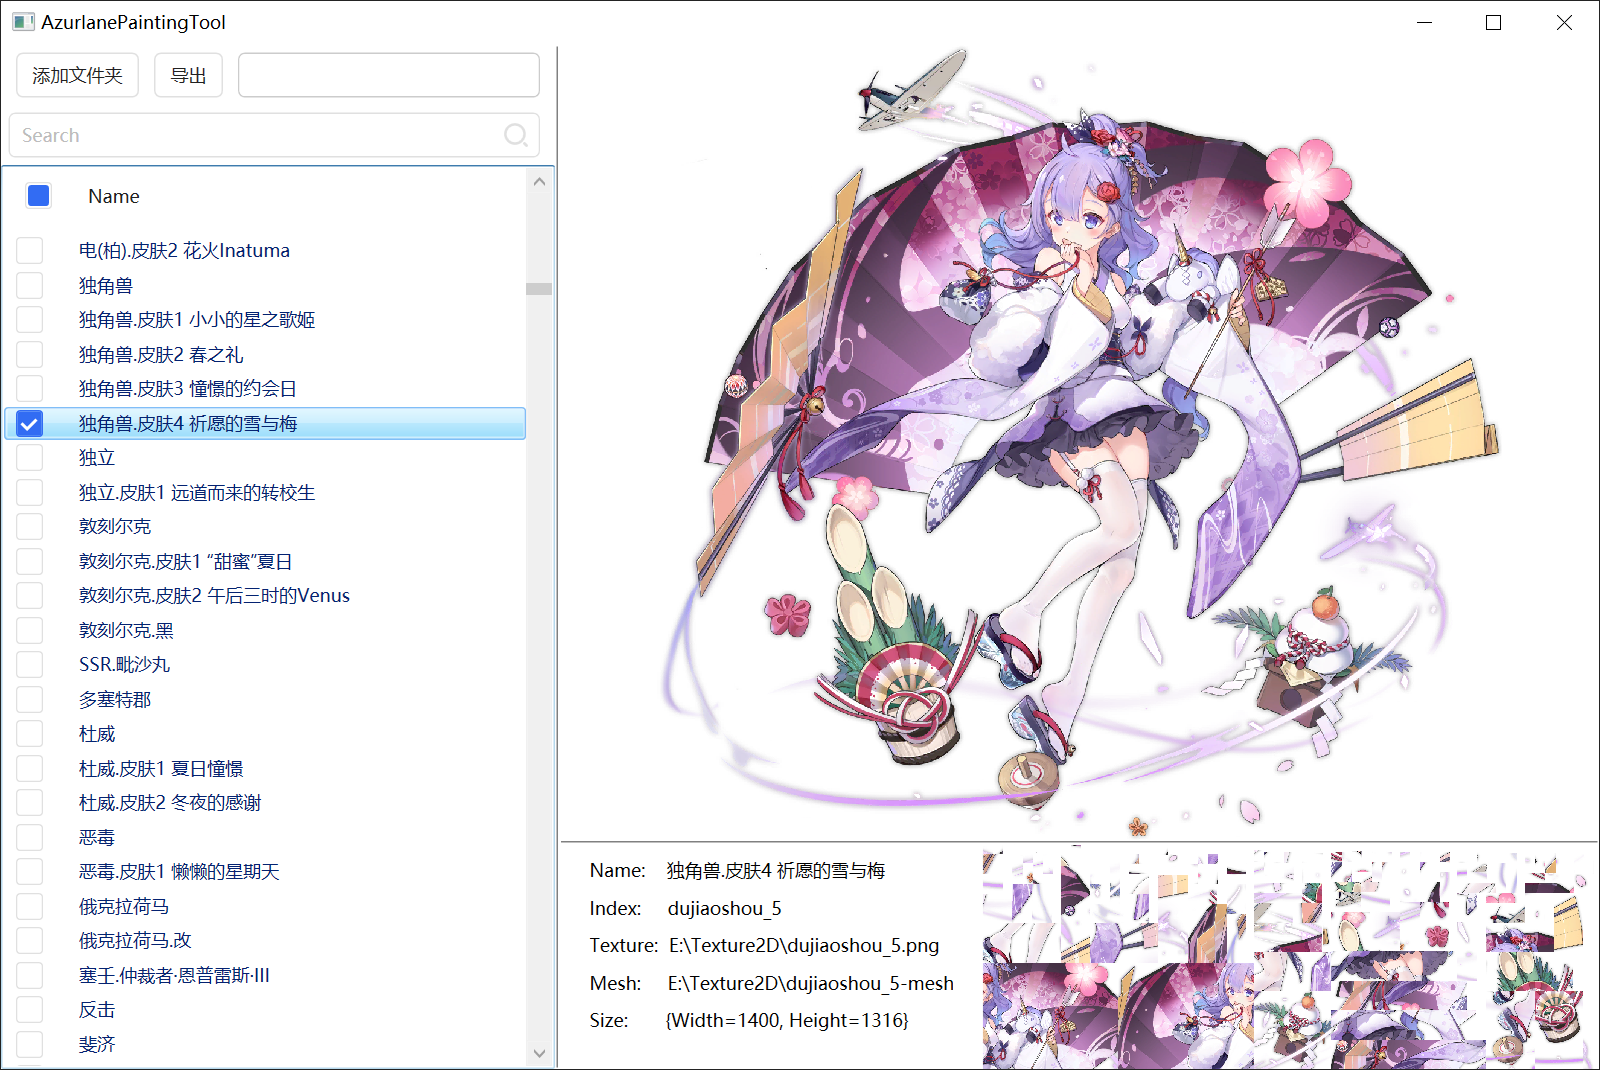 AzurlanePaintingTool
添加文件夹
导出
Search
Name
电(柏).皮肤2 花火Inatuma
独角兽
独角兽.皮肤1 小小的星之歌姬
独角兽.皮肤2 春之礼
独角兽.皮肤3 憧憬的约会日
独角兽.皮肤4 祈愿的雪与梅
独立
独立.皮肤1 远道而来的转校生
敦刻尔克
敦刻尔克.皮肤1 “甜蜜”夏日
敦刻尔克.皮肤2 午后三时的Venus
敦刻尔克.黑
SSR.毗沙丸
多塞特郡
杜威
杜威.皮肤1 夏日憧憬
杜威.皮肤2 冬夜的感谢
恶毒
恶毒.皮肤1 懒懒的星期天
俄克拉荷马
俄克拉荷马.改
塞壬.仲裁者·恩普雷斯·III
反击
斐济
Name: 独角兽.皮肤4 祈愿的雪与梅
Index: dujiaoshou_5
Texture: E:\Texture2D\dujiaoshou_5.png
Mesh: E:\Texture2D\dujiaoshou_5-mesh
Size: {Width=1400, Height=1316}